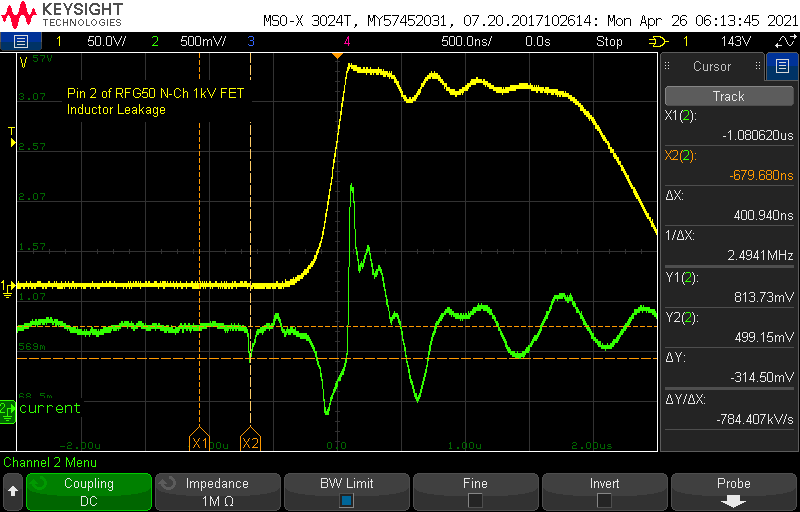 KEYSIGHT
TECHNOLOGIES
MSO-X 3024T, MY57452031, 07.20.2017102614: Mon Apr 26 06:13:45 2021
1 50.0V/ 2 500mV/ 3 4 500.0ns/ 0.0s Stop 1 143V
V 57V
Pin 2 of RFG50 N-Ch 1kV FET
Inductor Leakage
3.07
T
2.57
2.07
1.57
1
1.07
569m
68.5m
2
current
-2.00u
X1
00u
X2
0.0
1.00u
2.00us
Cursor
Track
X1(2):
-1.080620us
X2(2):
-679.680ns
ΔX:
400.940ns
1/ΔX:
2.4941MHz
Y1(2):
813.73mV
Y2(2):
499.15mV
ΔY:
-314.50mV
ΔY/ΔX:
-784.407kV/s
Channel 2 Menu
Coupling
DC
Impedance
1M Ω
BW Limit
Fine
Invert
Probe